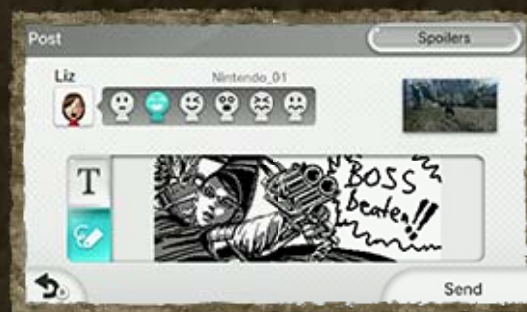 Post
Spoilers
Liz
Nintendo_01
T
BOSS
beaten!!
Send